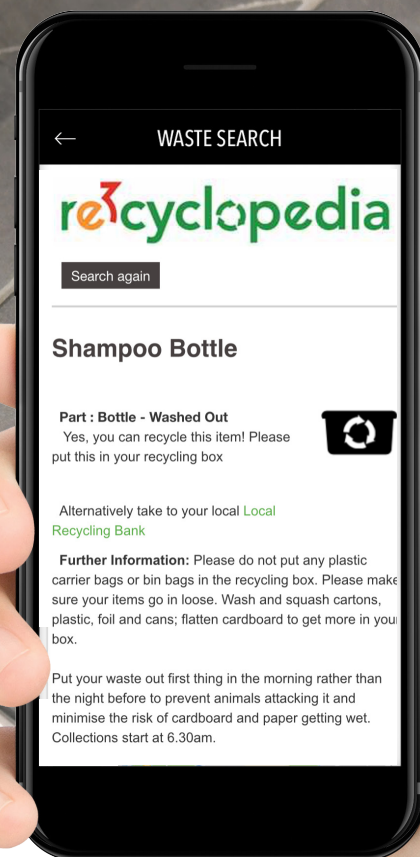 WASTE SEARCH
re3cyclopedia
Search again
Shampoo Bottle
Part : Bottle - Washed Out
Yes, you can recycle this item! Please
put this in your recycling box
Alternatively take to your local Local
Recycling Bank
Further Information: Please do not put any plastic
carrier bags or bin bags in the recycling box. Please make
sure your items go in loose. Wash and squash cartons,
plastic, foil and cans; flatten cardboard to get more in your
box.
Put your waste out first thing in the morning rather than
the night before to prevent animals attacking it and
minimise the risk of cardboard and paper getting wet.
Collections start at 6.30am.